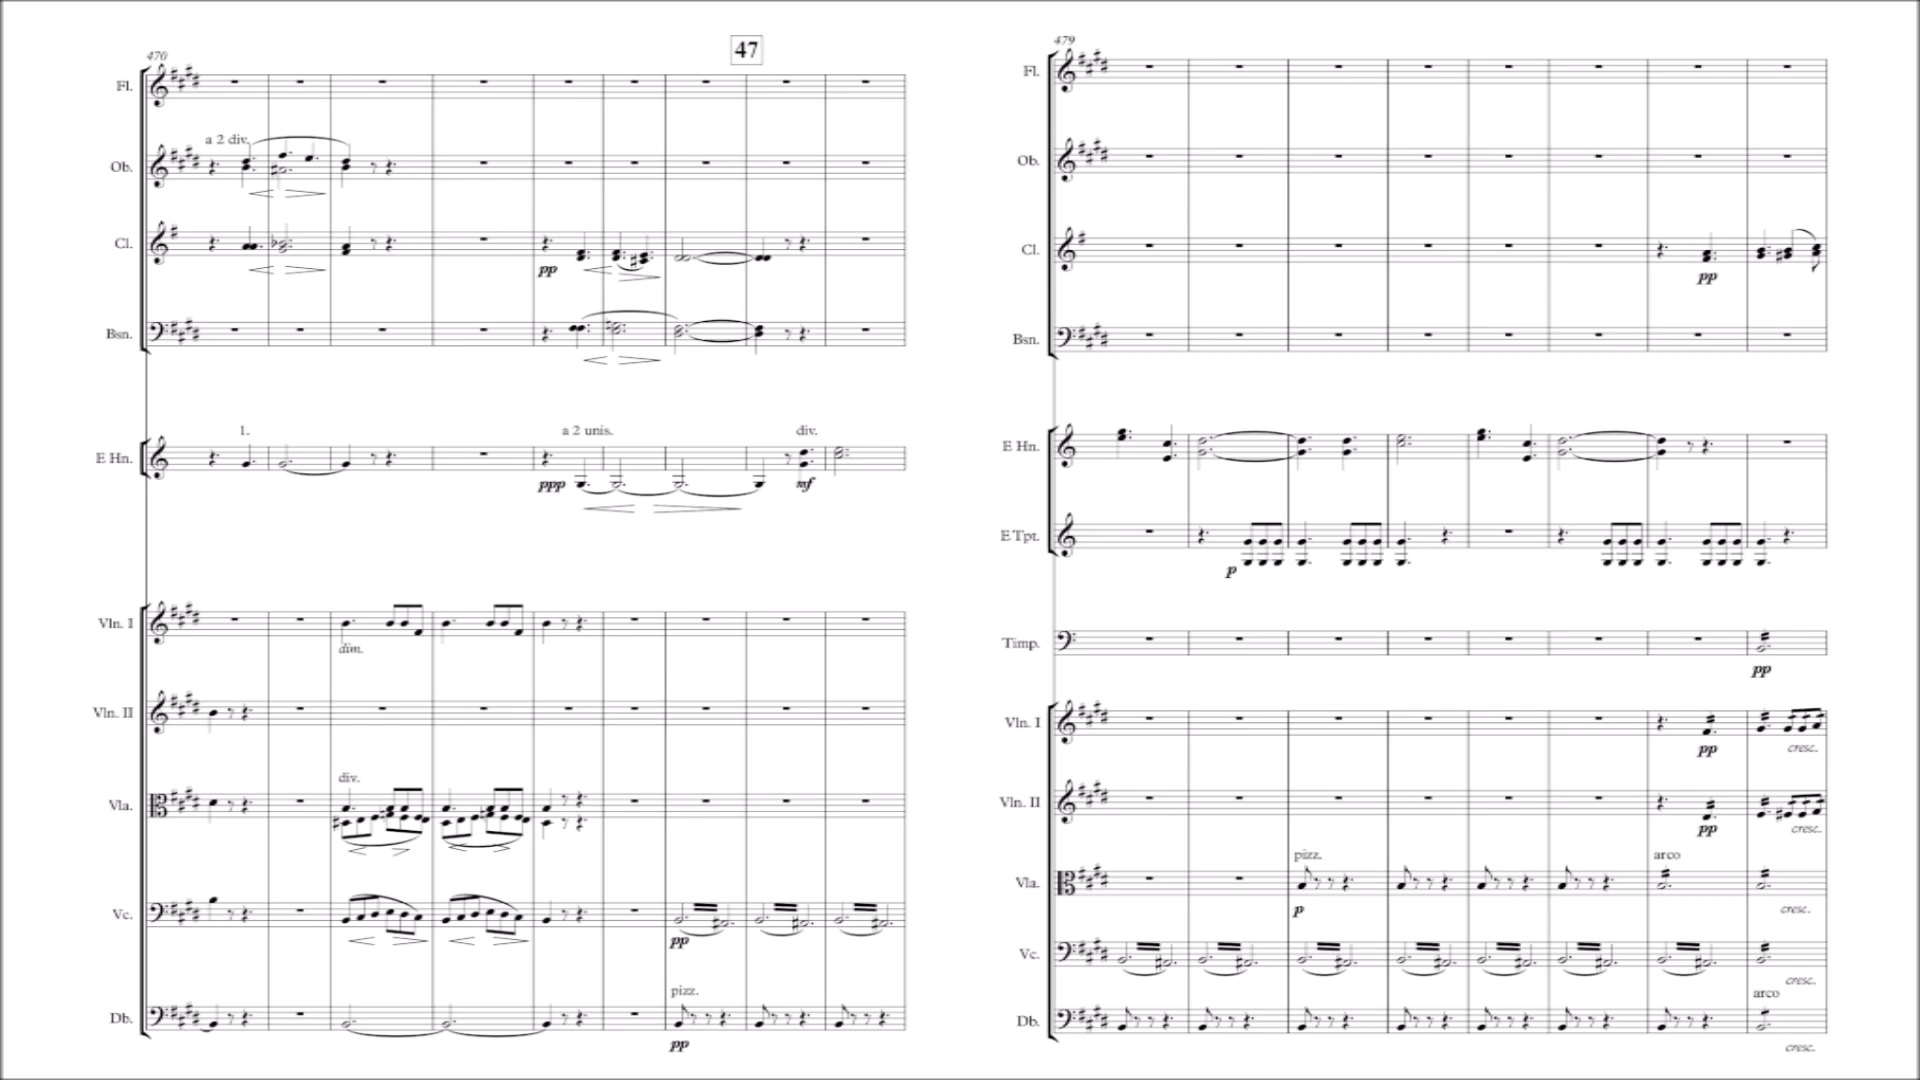 470
47
Fl.
a 2 div.
Ob.
Cl.
pp
Bsn.
1.
a 2 unis.
div.
E Hn.
ppp
mf
Vln. I
dim.
Vln. II
div.
Vla.
Vc.
pp
pizz.
Db.
pp
479
Fl.
Ob.
Cl.
pp
Bsn.
E Hn.
E Tpt.
p
Timp.
pp
Vln. I
pp
cresc.
Vln. II
pp
cresc.
pizz.
arco
Vla.
p
cresc.
Vc.
cresc.
arco
Db.
cresc.